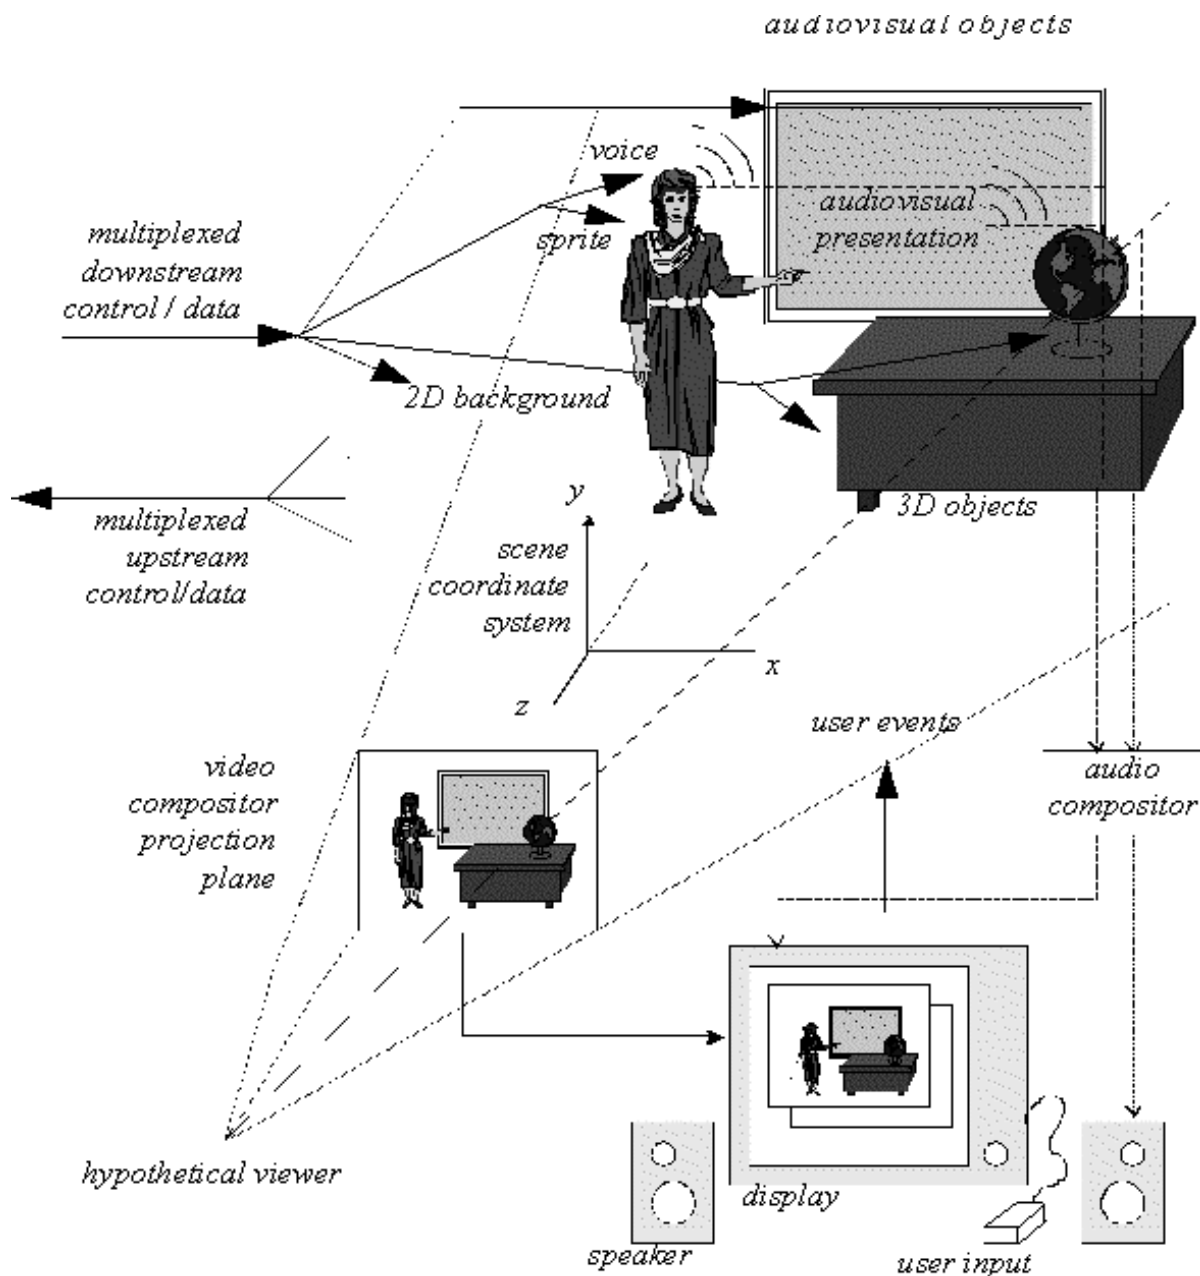 audiovisual objects
voice
sprite
audiovisual
presentation
multiplexed
downstream
control / data
2D background
3D objects
multiplexed
upstream
control/data
y
scene
coordinate
system
x
z
user events
video
compositor
projection
plane
audio
compositor
hypothetical viewer
display
speaker
user input